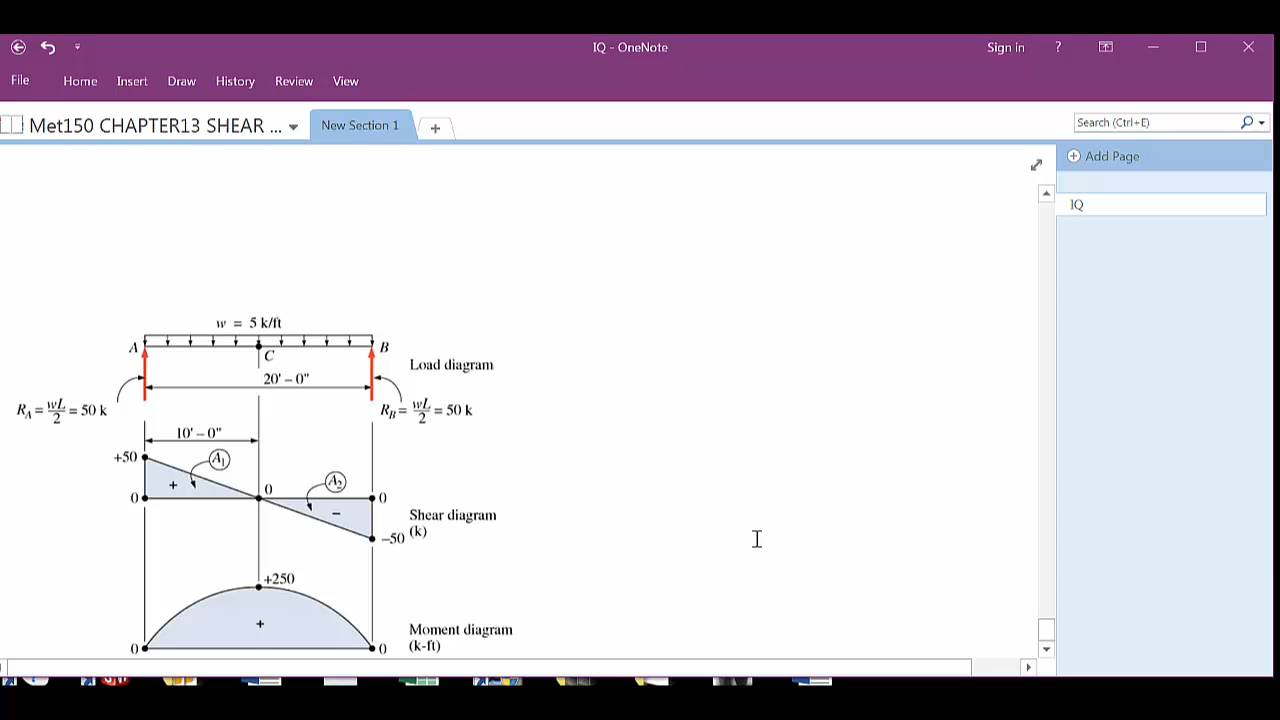 IQ - OneNote
Sign in
?
File
Home
Insert
Draw
History
Review
View
Met150 CHAPTER13 SHEAR ...
New Section 1
+
Search (Ctrl+E)
Add Page
IQ
w = 5 k/ft
A
B
C
Load diagram
20' – 0"
R_A = wL/2 = 50 k
R_B = wL/2 = 50 k
10' – 0"
+50
A₁
+
0
0
A₂
0
–
Shear diagram
(k)
–50
+250
+
Moment diagram
(k-ft)
0
0